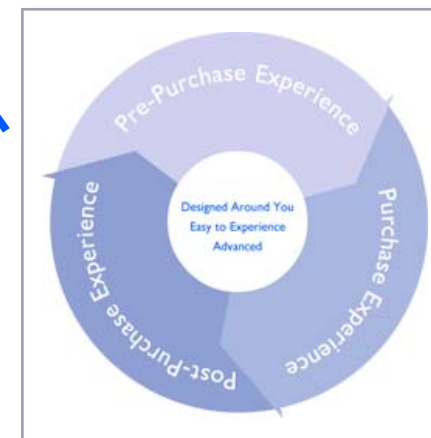 Pre-Purchase Experience
Purchase Experience
Post-Purchase Experience
Designed Around You
Easy to Experience
Advanced